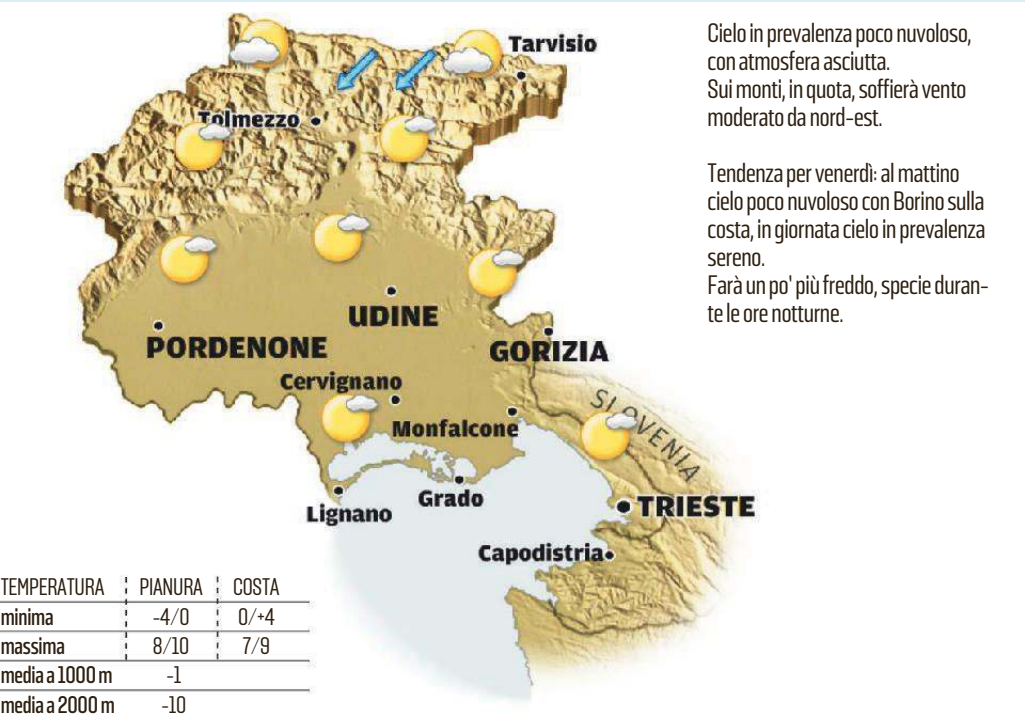 Cielo in prevalenza poco nuvoloso,
con atmosfera asciutta.
Sui monti, in quota, soffierà vento
moderato da nord-est.
Tendenza per venerdì: al mattino
cielo poco nuvoloso con Borino sulla
costa, in giornata cielo in prevalenza
sereno.
Farà un po' più freddo, specie duran-
te le ore notturne.
Tarvisio
Tolmezzo
UDINE
PORDENONE
GORIZIA
Cervignano
Monfalcone
SLOVENIA
Grado
Lignano
TRIESTE
Capodistria
TEMPERATURA PIANURA COSTA
minima -4/0 0/+4
massima 8/10 7/9
media a 1000 m -1
media a 2000 m -10